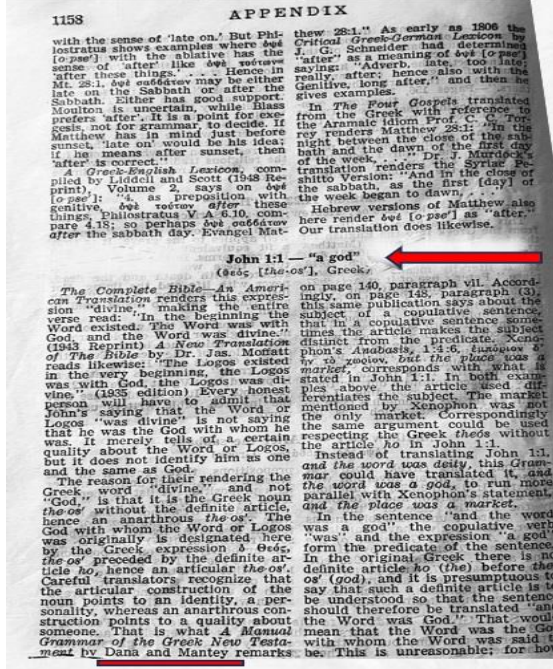 1158
APPENDIX
with the sense of 'late on.' But Phi-
lostratus shows examples where ὀψέ
[o·pse'] with the ablative has the
sense of 'after' like ὀψὲ τούτων
'after these things.' . . . Hence in
Mt. 28:1, ὀψὲ σαββάτων may be either
late on the Sabbath or after the
Sabbath. Either has good support.
Moulton is uncertain, while Blass
prefers 'after'. It is a point for exe-
gesis, not for grammar, to decide. If
Matthew has in mind just before
sunset, 'late on' would be his idea;
if he means after sunset, then
'after' is correct."
A Greek-English Lexicon, com-
piled by Liddell and Scott (1948 Re-
print), Volume 2, says on ὀψέ
[o·pse']: "4. as preposition with
genitive, ὀψὲ τούτων after these
things, Philostratus V A 6.10, com-
pare 4.18; so perhaps ὀψὲ σαββάτων
after the sabbath day. Evangel Mat-
thew 28:1." As early as 1806 the
Critical Greek-German Lexicon by
J. G. Schneider had determined
"after" as a meaning of ὀψέ [o·pse']
saying: "Adverb, late, too late;
really, after; hence also with the
Genitive, long after," and then he
gives examples.
In The Four Gospels translated
from the Greek with reference to
the Aramaic idiom Prof. C. C. Tor-
rey renders Matthew 28:1: "In the
night between the close of the sab-
bath and the dawn of the first day
of the week, . . ." Dr. J. Murdock's
translation renders the Syriac Pe-
shitto Version: "And in the close of
the sabbath, as the first [day] of
the week began to dawn, . . ."
Hebrew versions of Matthew also
here render ὀψέ [o·pse'] as "after."
Our translation does likewise.
John 1:1 — "a god"
(θεός [the·os'], Greek)
The Complete Bible—An Ameri-
can Translation renders this expres-
sion "divine," making the entire
verse read: "In the beginning the
Word existed. The Word was with
God, and the Word was divine."
(1943 Reprint) A New Translation
of The Bible by Dr. Jas. Moffatt
reads likewise: "The Logos existed
in the very beginning, the Logos
was with God, the Logos was di-
vine." (1935 edition) Every honest
person will have to admit that
John's saying that the Word or
Logos "was divine" is not saying
that he was the God with whom he
was. It merely tells of a certain
quality about the Word or Logos,
but it does not identify him as one
and the same as God.
The reason for their rendering the
Greek word "divine," and not
"God," is that it is the Greek noun
the·os' without the definite article,
hence an anarthrous the·os'. The
God with whom the Word or Logos
was originally is designated here
by the Greek expression ὁ θεός,
the·os' preceded by the definite ar-
ticle ho, hence an articular the·os'.
Careful translators recognize that
the articular construction of the
noun points to an identity, a per-
sonality, whereas an anarthrous con-
struction points to a quality about
someone. That is what A Manual
Grammar of the Greek New Testa-
ment by Dana and Mantey remarks
on page 140, paragraph vii. Accord-
ingly, on page 148, paragraph (3),
this same publication says about the
subject of a copulative sentence,
that in a copulative sentence some-
times the article makes the subject
distinct from the predicate. Xeno-
phon's Anabasis, 1:4:6, ἐμπόριον δ'
ἦν τὸ χωρίον, but the place was a
market, corresponds with what is
stated in John 1:1. In both exam-
ples above the article used dif-
ferentiates the subject. The market
mentioned by Xenophon was not
the only market. Correspondingly
the same argument could be used
respecting the Greek theos without
the article ho in John 1:1.
Instead of translating John 1:1,
and the word was deity, this Gram-
mar could have translated it, and
the word was a god, to run more
parallel with Xenophon's statement,
and the place was a market.
In the sentence "and the word
was a god", the copulative verb
"was" and the expression "a god"
form the predicate of the sentence.
In the original Greek there is no
definite article ho (the) before the·
os' (god), and it is presumptuous to
say that such a definite article is to
be understood so that the sentence
should therefore be translated "and
the Word was God." That would
mean that the Word was the God
with whom the Word was said to
be. This is unreasonable; for how